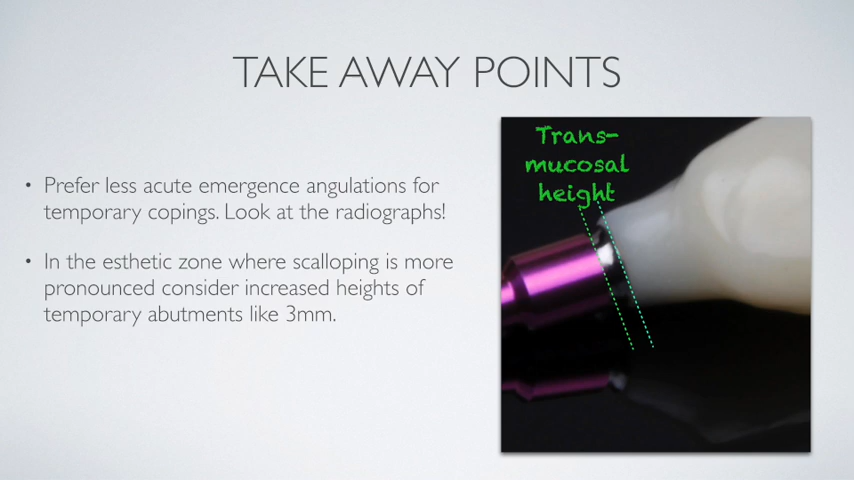 TAKE AWAY POINTS
• Prefer less acute emergence angulations for
temporary copings. Look at the radiographs!
• In the esthetic zone where scalloping is more
pronounced consider increased heights of
temporary abutments like 3mm.
Trans-
mucosal
height